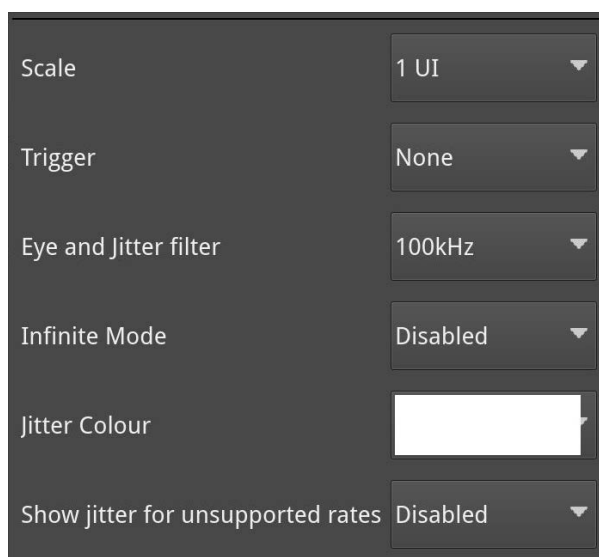 Scale 1 UI
Trigger None
Eye and Jitter filter 100kHz
Infinite Mode Disabled
Jitter Colour
Show jitter for unsupported rates Disabled